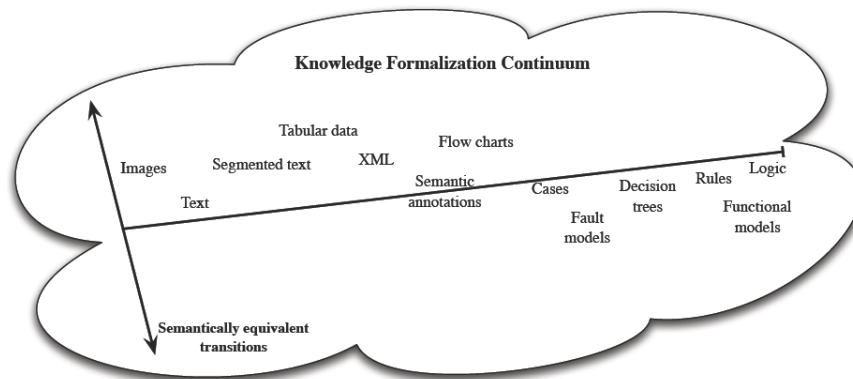 Knowledge Formalization Continuum
Tabular data
Flow charts
Images
Segmented text
XML
Logic
Text
Semantic
annotations
Cases
Decision
trees
Rules
Fault
models
Functional
models
Semantically equivalent
transitions